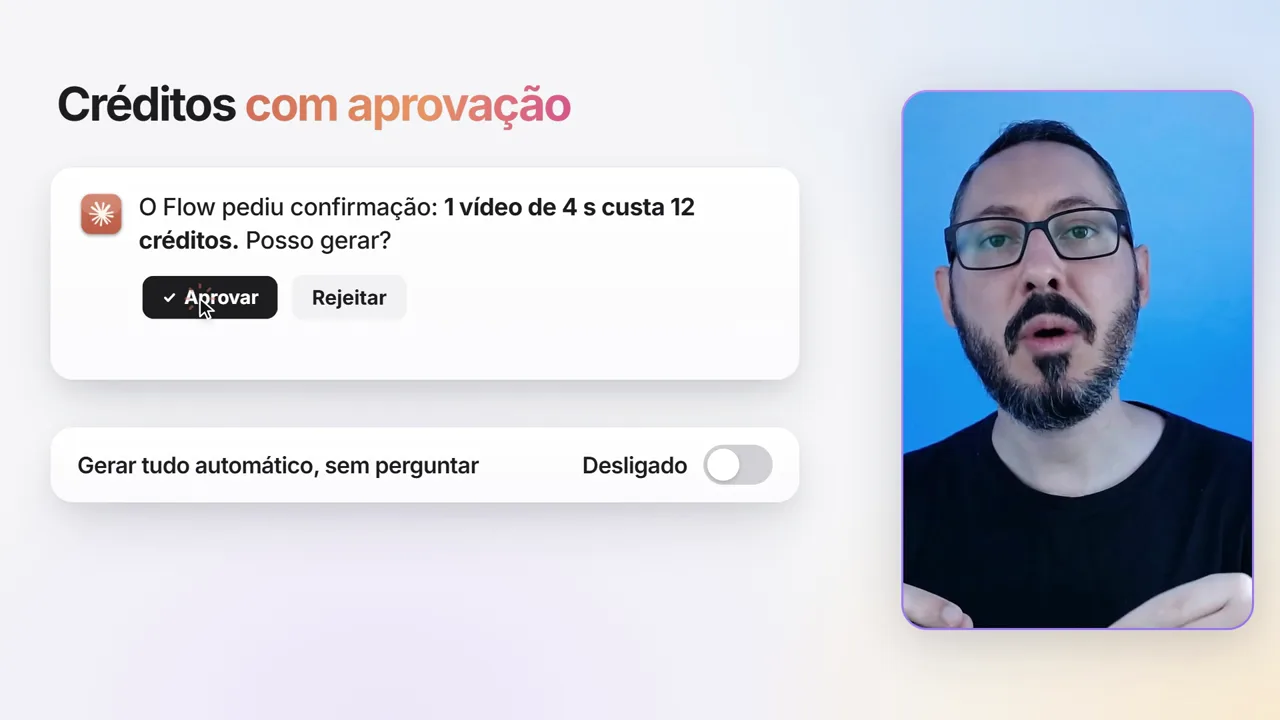 Créditos com aprovação
O Flow pediu confirmação: 1 vídeo de 4 s custa 12
créditos. Posso gerar?
Aprovar
Rejeitar
Gerar tudo automático, sem perguntar
Desligado